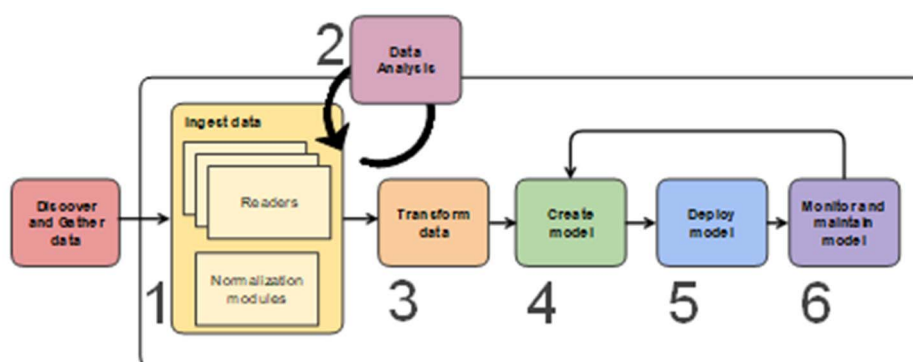 2
Data
Analysis
Ingest data
Readers
Normalization
modules
1
Discover
and Gather
data
Transform
data
3
Create
model
4
Deploy
model
5
Monitor and
maintain
model
6